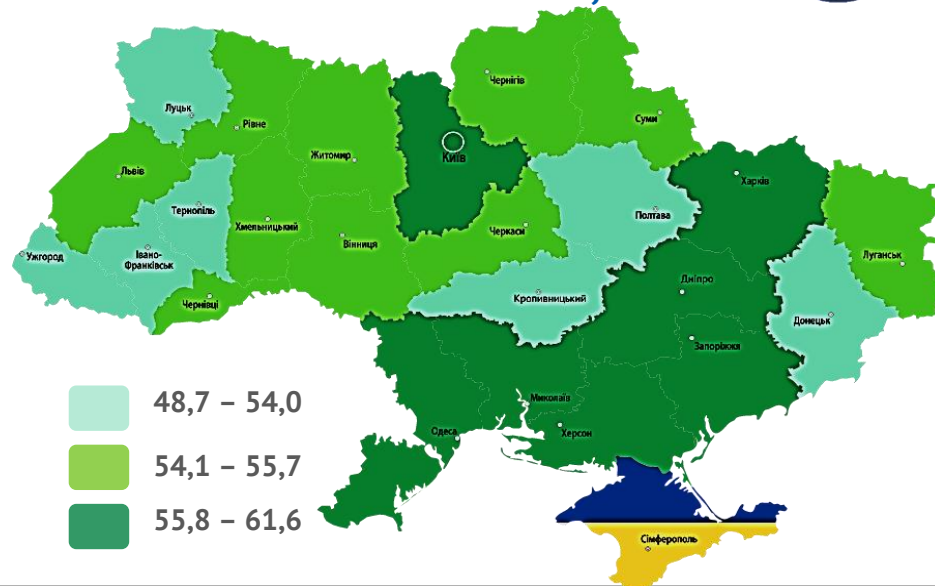 Чернігів
Луцьк
Рівне
Суми
Житомир
Київ
Львів
Харків
Тернопіль
Хмельницький
Полтава
Черкаси
Вінниця
Ужгород
Івано-
Франківськ
Луганськ
Дніпро
Чернівці
Кропивницький
Донецьк
Запоріжжя
Миколаїв
Одеса
Херсон
Сімферополь
48,7 – 54,0
54,1 – 55,7
55,8 – 61,6